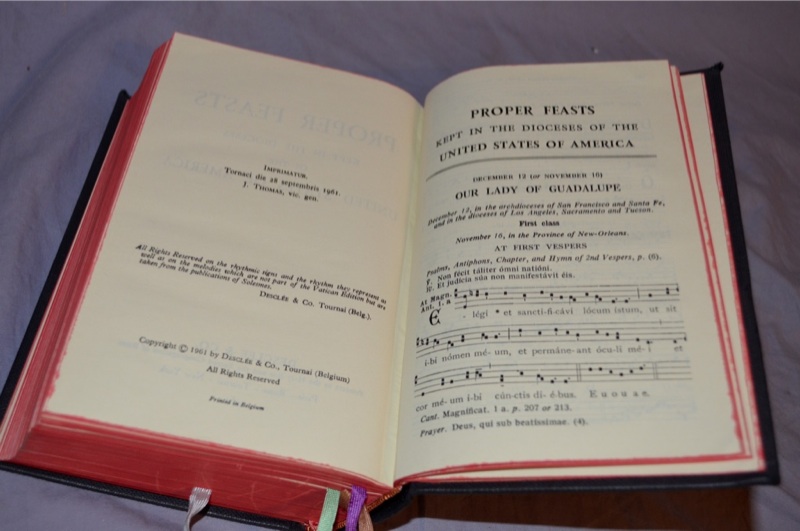 IMPRIMATUR.
Tornaci die 28 septembris 1961.
J. THOMAS, vic. gen.
All Rights Reserved on the rhythmic signs and the rhythm they represent as
well as on the melodies which are not part of the Vatican Edition but are
taken from the publications of Solesmes.
DESCLÉE & Co. Tournai (Belg.).
Copyright © 1961 by DESCLÉE & Co., Tournai (Belgium)
All Rights Reserved
Printed in Belgium
PROPER FEASTS
KEPT IN THE DIOCESES OF THE
UNITED STATES OF AMERICA
DECEMBER 12 (OR NOVEMBER 16)
OUR LADY OF GUADALUPE
December 12, in the archdioceses of San Francisco and Santa Fe,
and in the dioceses of Los Angeles, Sacramento and Tucson.
First class
November 16, in the Province of New-Orleans.
AT FIRST VESPERS
Psalms, Antiphons, Chapter, and Hymn of 2nd Vespers, p. (6).
℣. Non fécit táliter ómni natióni.
℟. Et judícia súa non manifestávit éis.
At Magn.
Ant. 1. a
E - légi * et sancti-ficávi lócum ístum, ut sit
i-bi nómen mé- um, et permáne-ant óculi mé- i et
cor mé- um i-bi cún-ctis di- ébus. E u o u a e.
Cant. Magníficat. 1 a. p. 207 or 213.
Prayer. Deus, qui sub beatíssimae. (4).